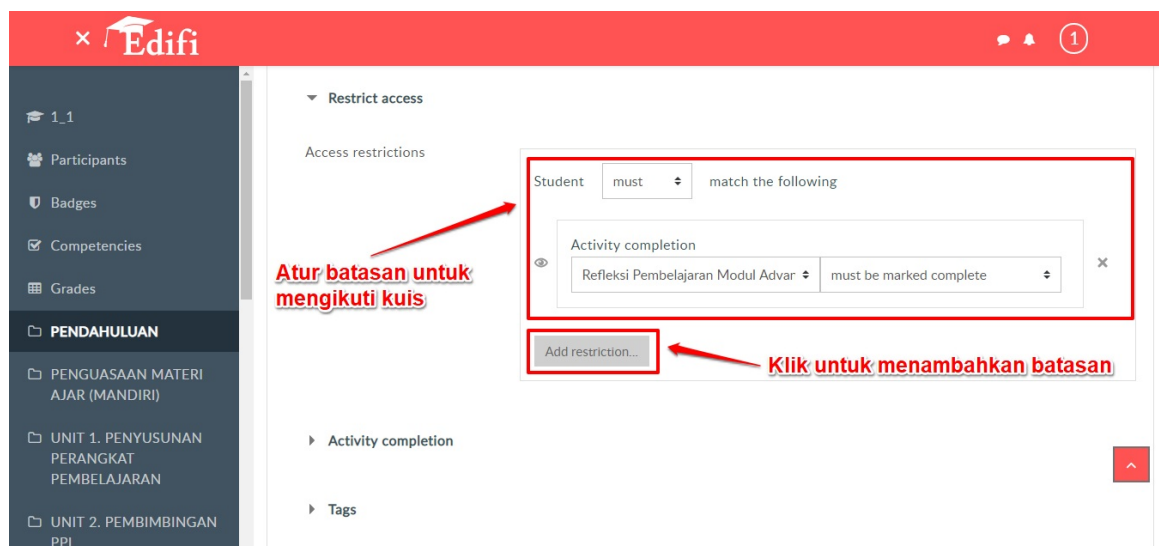 × Edifi
1
1_1
Participants
Badges
Competencies
Grades
PENDAHULUAN
PENGUASAAN MATERI
AJAR (MANDIRI)
UNIT 1. PENYUSUNAN
PERANGKAT
PEMBELAJARAN
UNIT 2. PEMBIMBINGAN
PPL
Restrict access
Access restrictions
Student must match the following
Activity completion
Refleksi Pembelajaran Modul Advar must be marked complete
×
Atur batasan untuk
mengikuti kuis
Add restriction...
Klik untuk menambahkan batasan
Activity completion
Tags